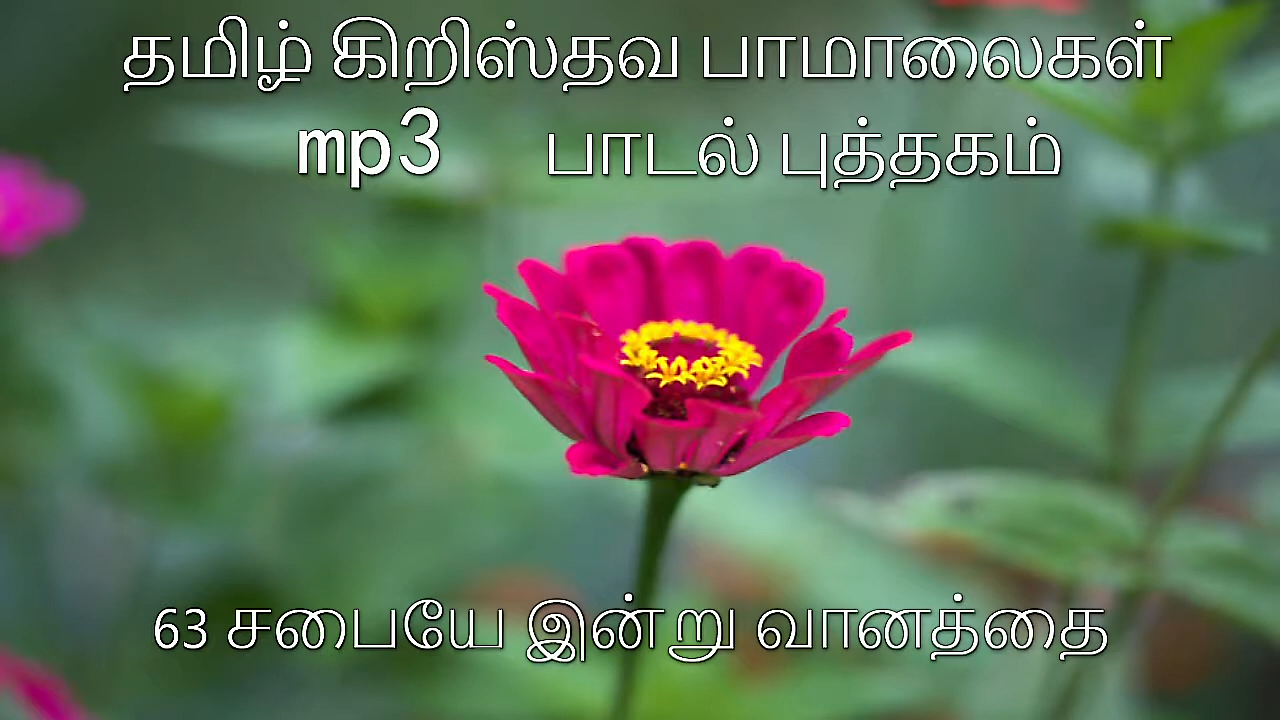 தமிழ் கிறிஸ்தவ பாமாலைகள்
mp3 பாடல் புத்தகம்
63 சபையே இன்று வானத்தை